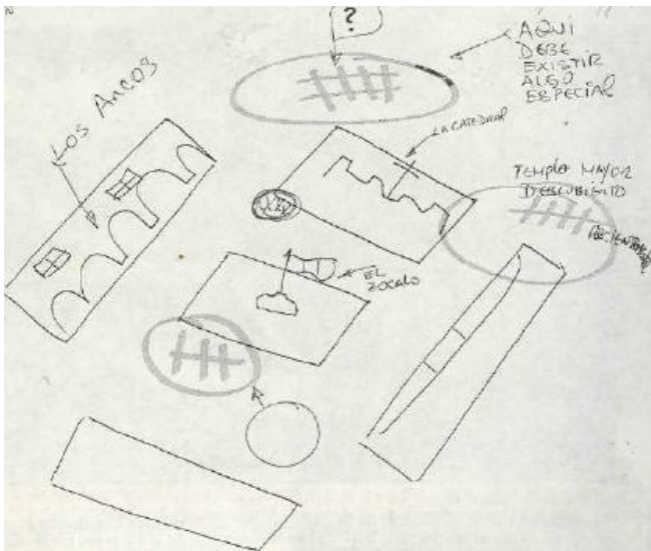 ?
AQUI
DEBE
EXISTIR
ALGO
ESPECIAL
LOS ARCOS
LA CATEDRAL
TEMPLO MAYOR
DESCUBIERTO
EL
ZOCALO